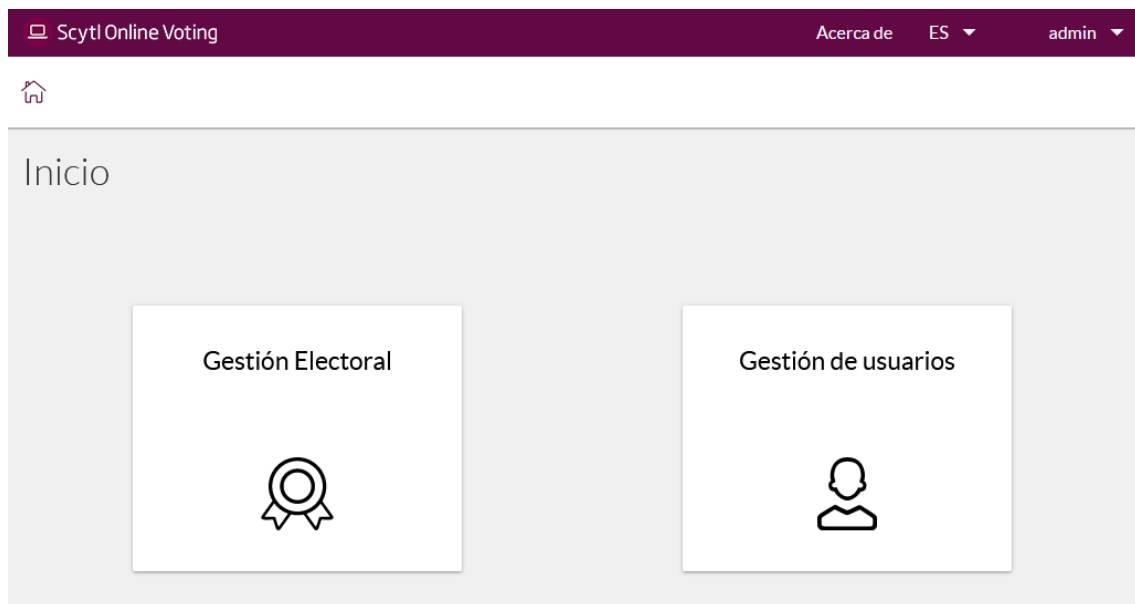 Scytl Online Voting
Acerca de
ES
admin
Inicio
Gestión Electoral
Gestión de usuarios